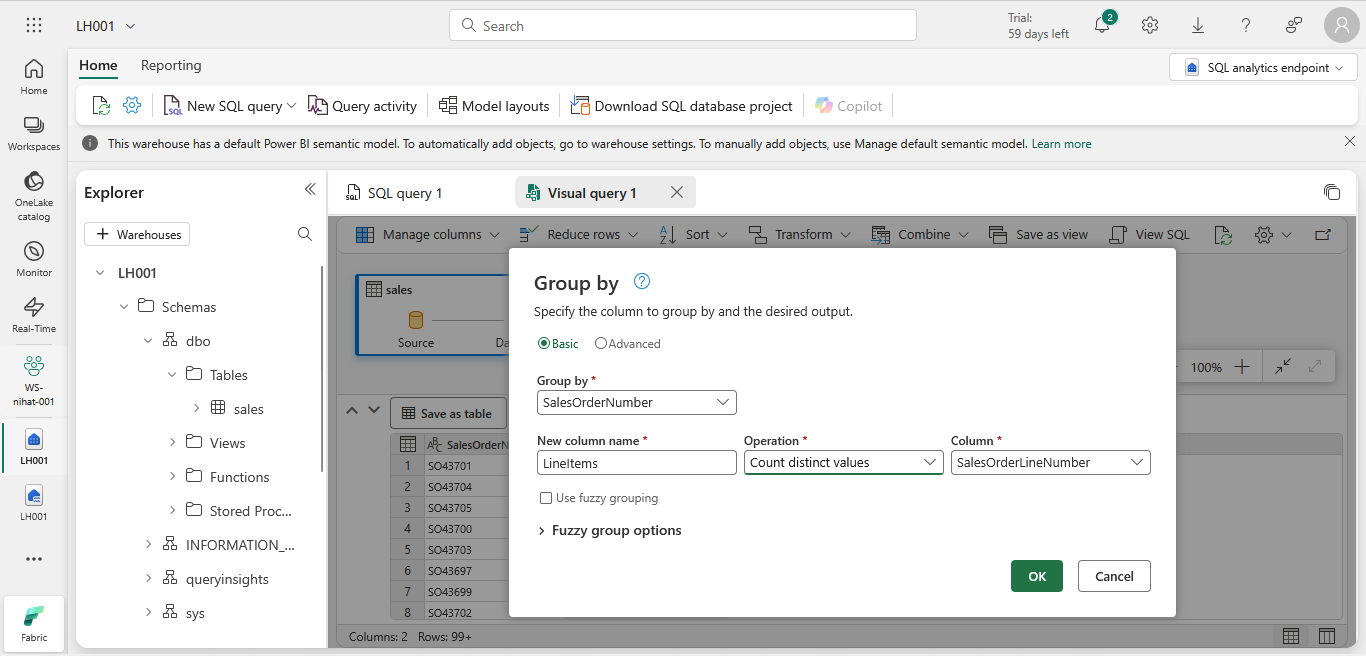 LH001
Search
Trial:
59 days left
2
Home
Workspaces
OneLake
catalog
Monitor
Real-Time
WS-
nihat-001
LH001
LH001
Fabric
Home
Reporting
SQL analytics endpoint
New SQL query
Query activity
Model layouts
Download SQL database project
Copilot
This warehouse has a default Power BI semantic model. To automatically add objects, go to warehouse settings. To manually add objects, use Manage default semantic model. Learn more
Explorer
Warehouses
LH001
Schemas
dbo
Tables
sales
Views
Functions
Stored Proc...
INFORMATION_...
queryinsights
sys
SQL query 1
Visual query 1
Manage columns
Reduce rows
Sort
Transform
Combine
Save as view
View SQL
sales
Source
100%
Save as table
1 SO43701
2 SO43704
3 SO43705
4 SO43700
5 SO43703
6 SO43697
7 SO43699
8 SO43702
Columns: 2 Rows: 99+
Group by
Specify the column to group by and the desired output.
Basic
Advanced
Group by *
SalesOrderNumber
New column name *
Operation *
Column *
LineItems
Count distinct values
SalesOrderLineNumber
Use fuzzy grouping
Fuzzy group options
OK
Cancel